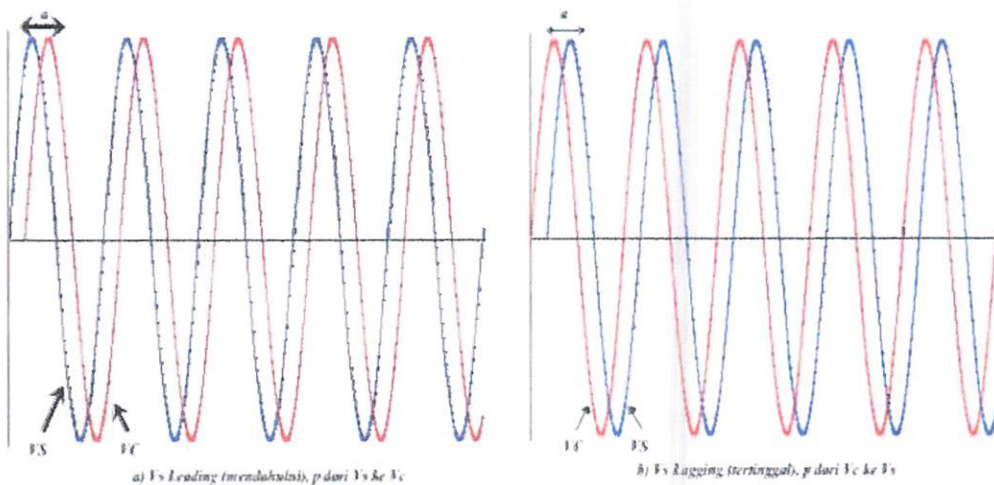 a
VS
VC
a) Vs Leading (mendahului), p dari Vs ke Vc
a
VC
VS
b) Vs Lagging (tertinggal), p dari Vc ke Vs